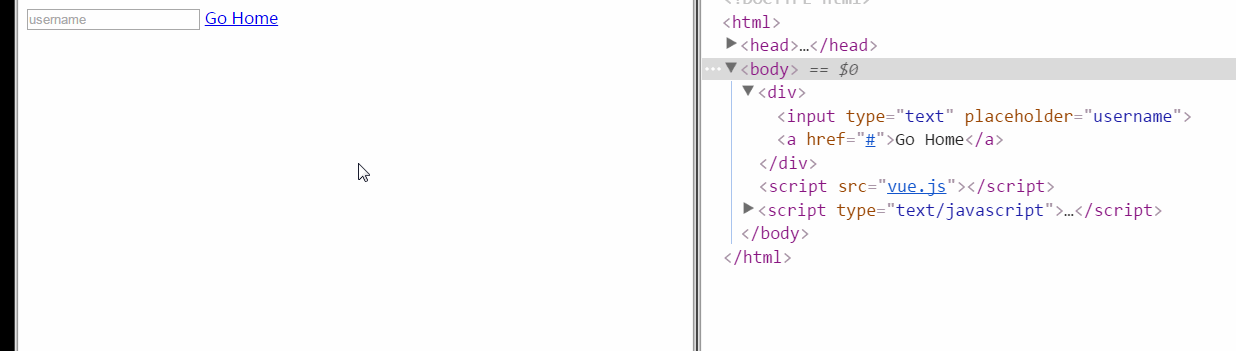 username Go Home
<!DOCTYPE html>
<html>
<head>…</head>
<body> == $0
<div>
<input type="text" placeholder="username">
<a href="#">Go Home</a>
</div>
<script src="vue.js"></script>
<script type="text/javascript">…</script>
</body>
</html>